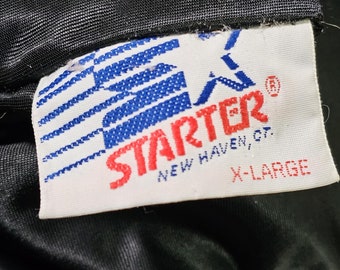 STARTER®
NEW HAVEN, CT.
X-LARGE